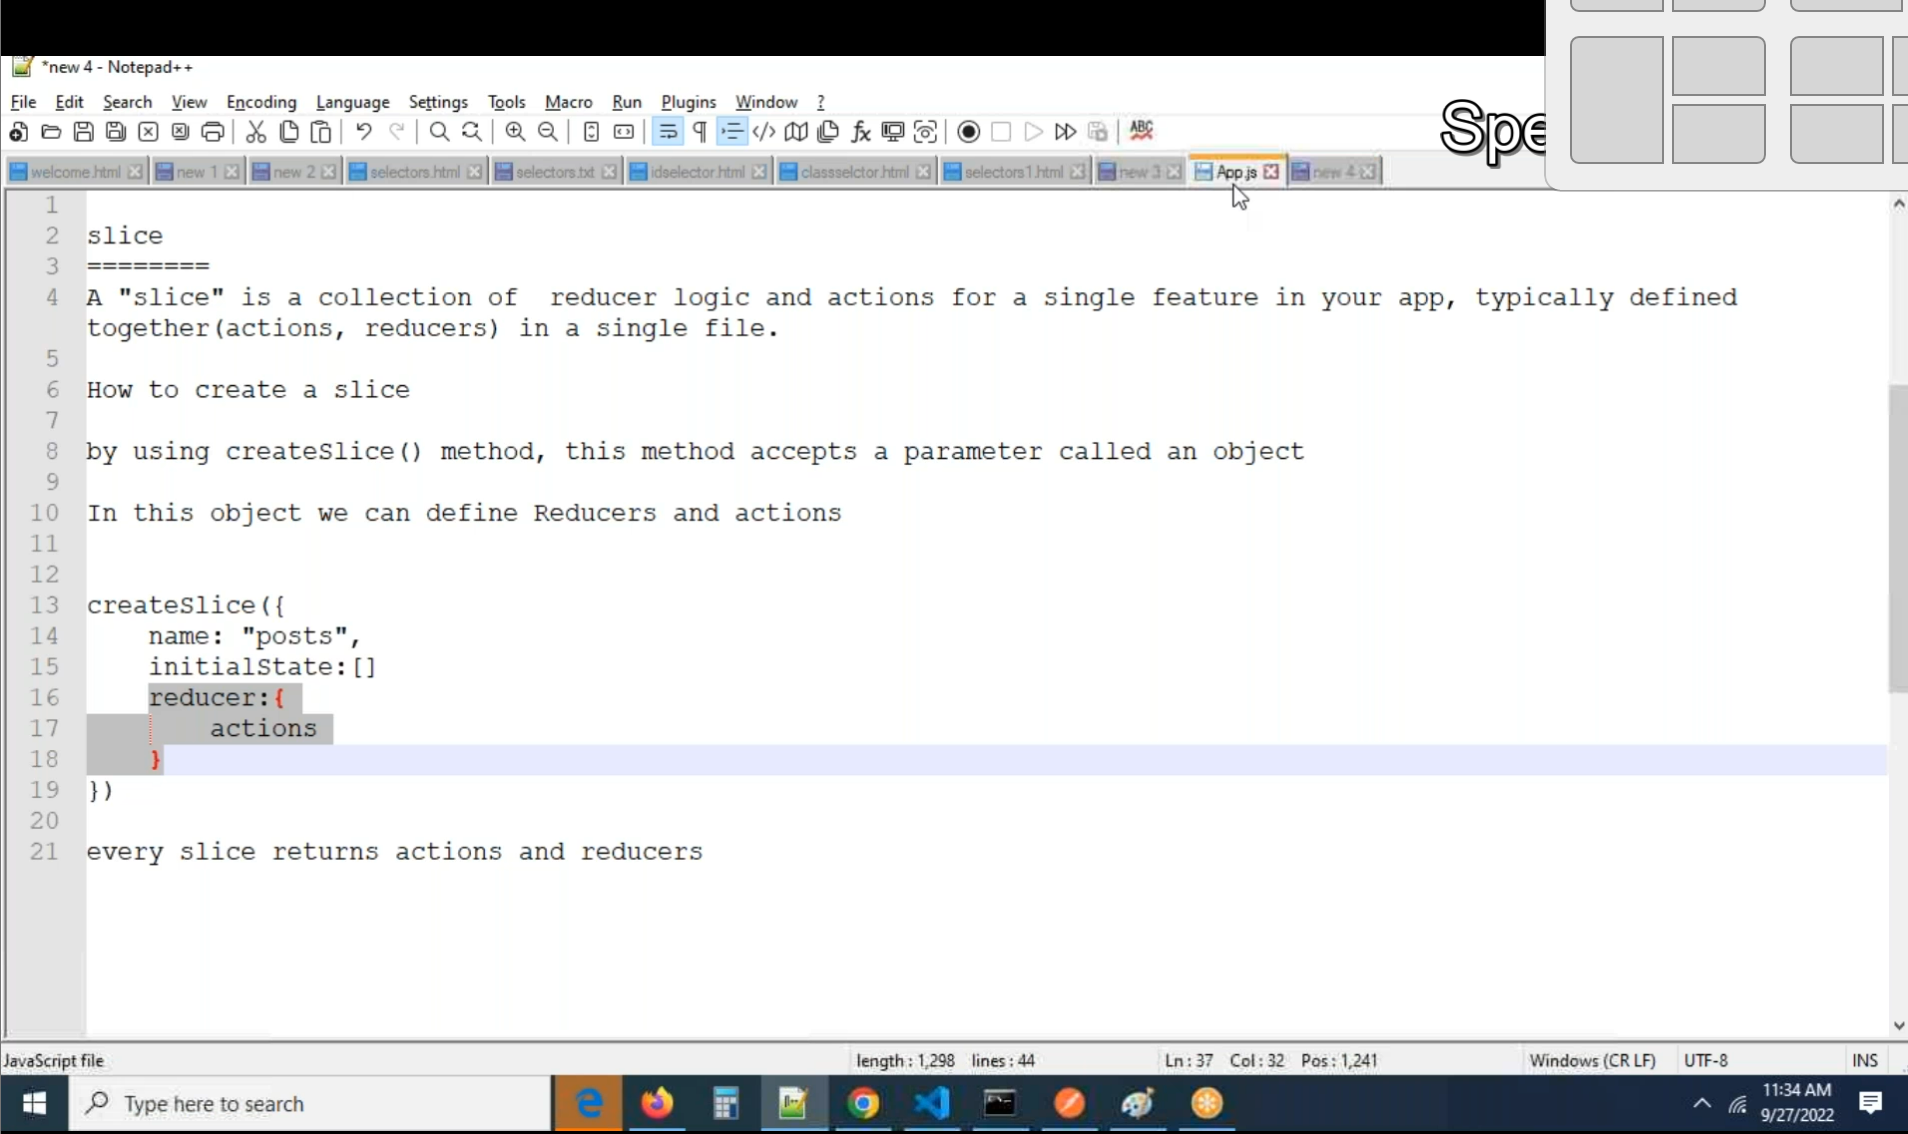 *new 4 - Notepad++
File Edit Search View Encoding Language Settings Tools Macro Run Plugins Window ?
ABC
Spe
welcome.html new 1 new 2 selectors.html selectors.txt idselector.html classselctor.html selectors1.html new 3 App.js new 4
1
2 slice
3 ========
4 A "slice" is a collection of  reducer logic and actions for a single feature in your app, typically defined
together(actions, reducers) in a single file.
5
6 How to create a slice
7
8 by using createSlice() method, this method accepts a parameter called an object
9
10 In this object we can define Reducers and actions
11
12
13 createSlice({
14     name: "posts",
15     initialState:[]
16     reducer:{
17         actions
18     }
19 })
20
21 every slice returns actions and reducers
JavaScript file length : 1,298 lines : 44 Ln : 37 Col : 32 Pos : 1,241 Windows (CR LF) UTF-8 INS
Type here to search
11:34 AM
9/27/2022